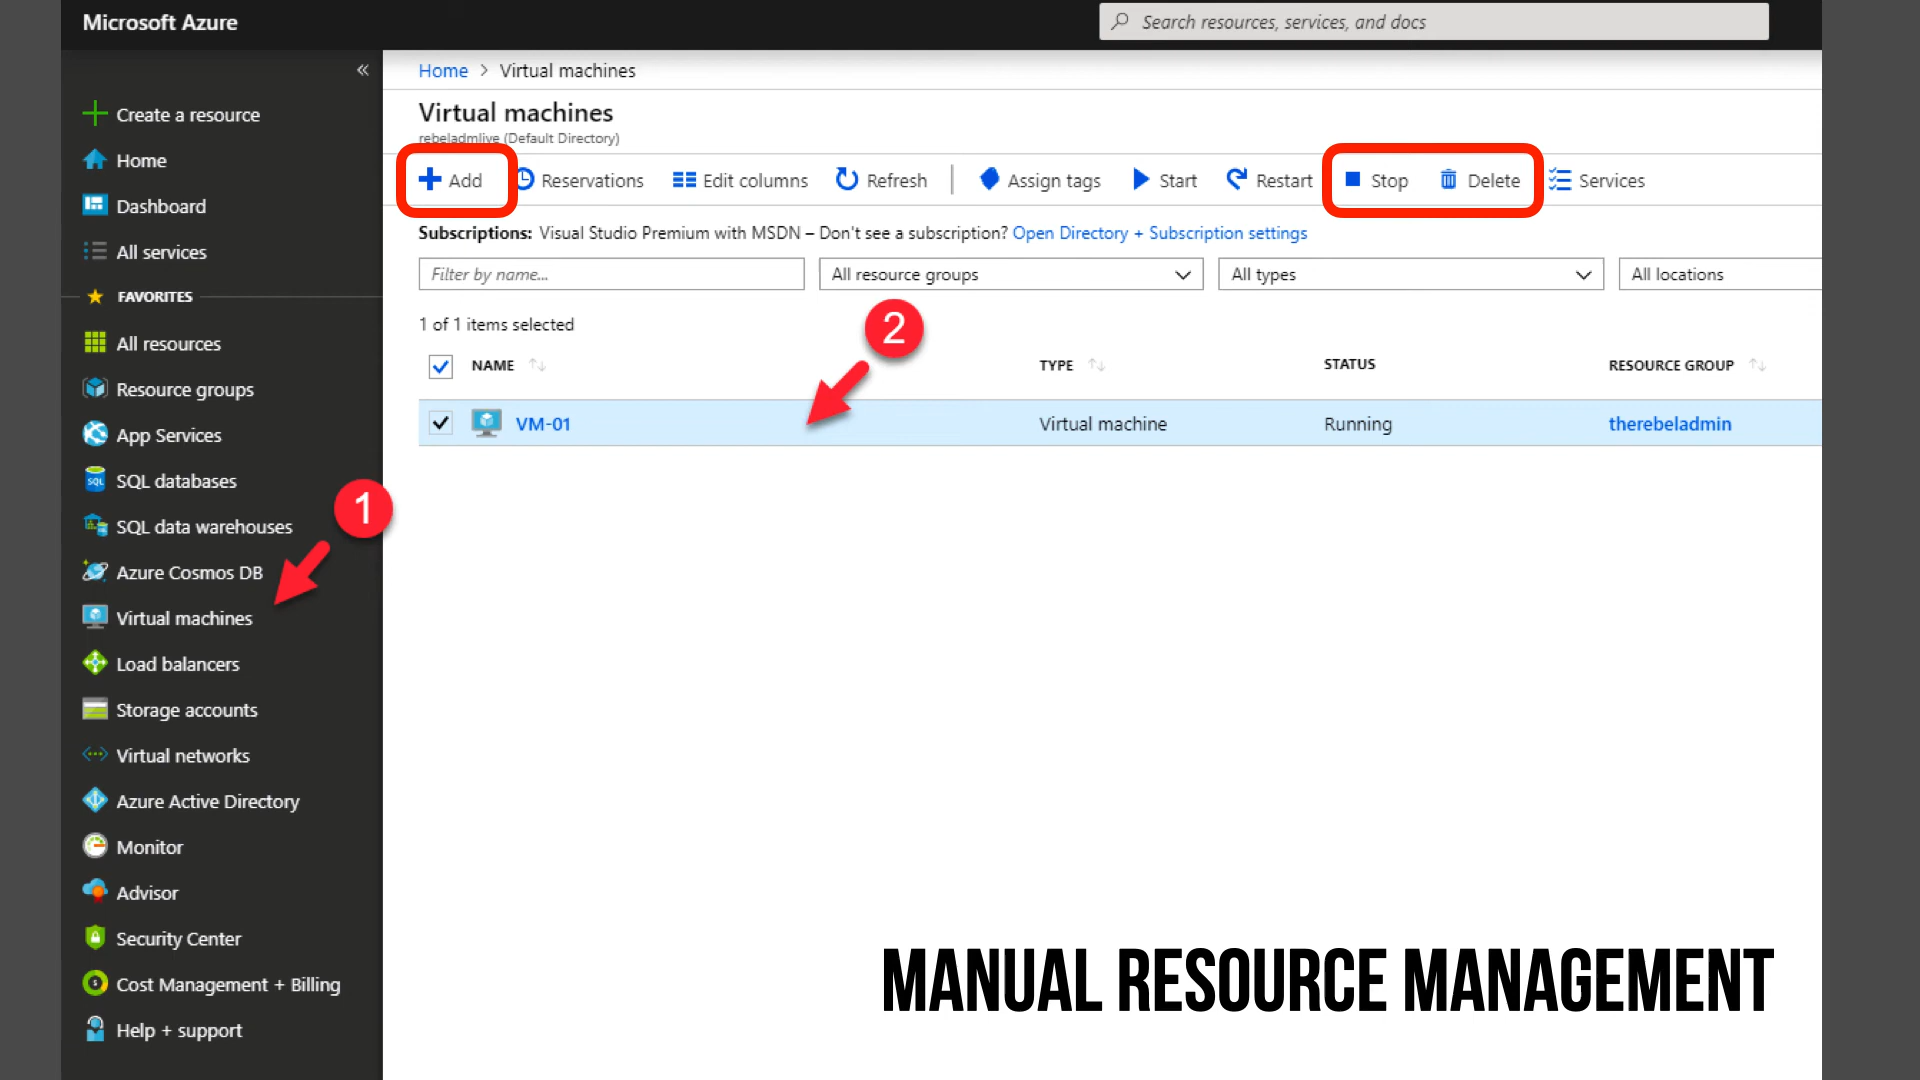 Microsoft Azure
Search resources, services, and docs
«
Create a resource
Home
Dashboard
All services
FAVORITES
All resources
Resource groups
App Services
SQL databases
SQL data warehouses
Azure Cosmos DB
Virtual machines
Load balancers
Storage accounts
Virtual networks
Azure Active Directory
Monitor
Advisor
Security Center
Cost Management + Billing
Help + support
1
Home > Virtual machines
Virtual machines
rebeladmlive (Default Directory)
Add Reservations Edit columns Refresh Assign tags Start Restart Stop Delete Services
Subscriptions: Visual Studio Premium with MSDN – Don't see a subscription? Open Directory + Subscription settings
Filter by name... All resource groups All types All locations
1 of 1 items selected
2
NAME TYPE STATUS RESOURCE GROUP
VM-01 Virtual machine Running therebeladmin
MANUAL RESOURCE MANAGEMENT